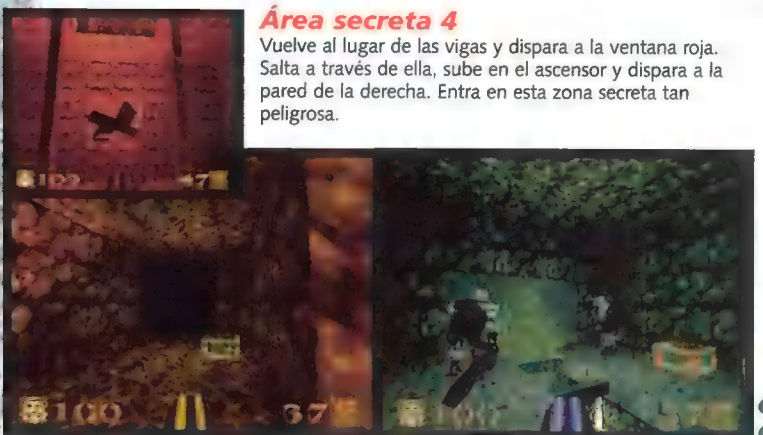 Área secreta 4
Vuelve al lugar de las vigas y dispara a la ventana roja.
Salta a través de ella, sube en el ascensor y dispara a la
pared de la derecha. Entra en esta zona secreta tan
peligrosa.